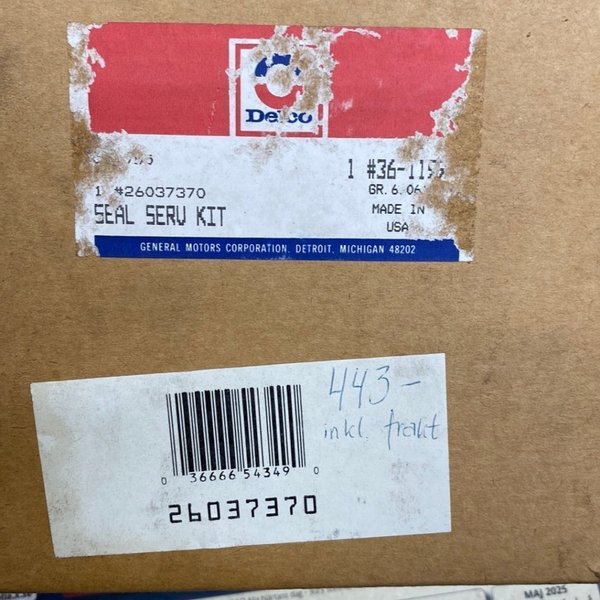 Delco
1 #36-119
1 #26037370
GR. 6.06
SEAL SERV KIT
MADE IN
USA
GENERAL MOTORS CORPORATION, DETROIT, MICHIGAN 48202
443-
inkl. frakt
0 36666 54349 0
26037370
MAJ 2025